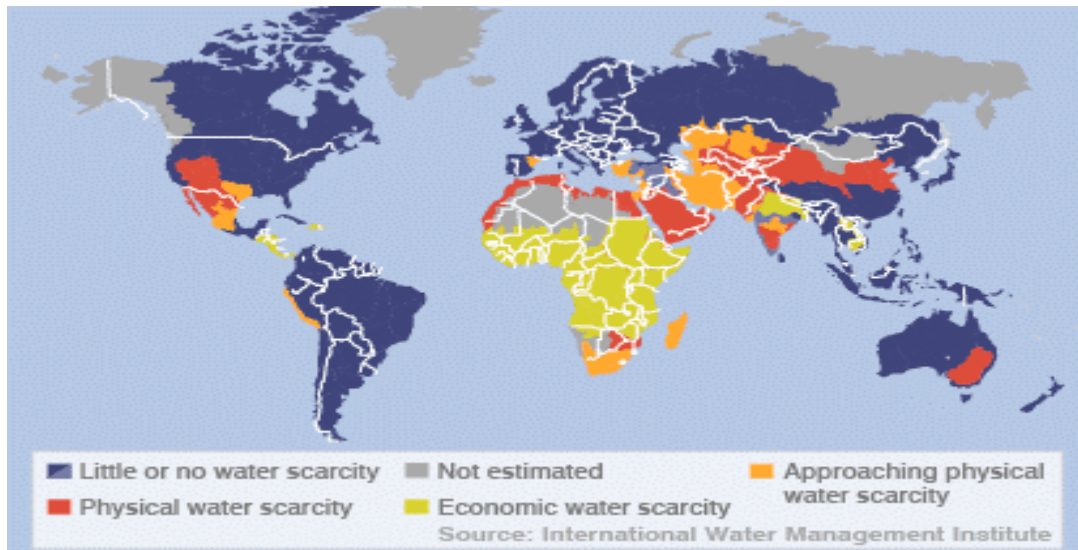 Little or no water scarcity
Not estimated
Approaching physical
water scarcity
Physical water scarcity
Economic water scarcity
Source: International Water Management Institute